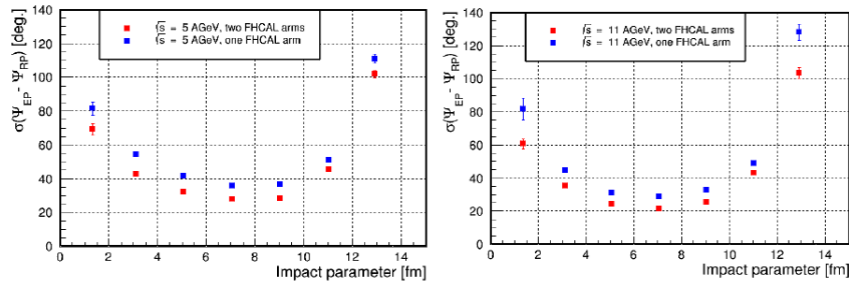 σ(Ψ_EP - Ψ_RP) [deg.]
140
120
100
80
60
40
20
0
√s = 5 AGeV, two FHCAL arms
√s = 5 AGeV, one FHCAL arm
0 2 4 6 8 10 12 14
Impact parameter [fm]
σ(Ψ_EP - Ψ_RP) [deg.]
140
120
100
80
60
40
20
0
√s = 11 AGeV, two FHCAL arms
√s = 11 AGeV, one FHCAL arm
0 2 4 6 8 10 12 14
Impact parameter [fm]